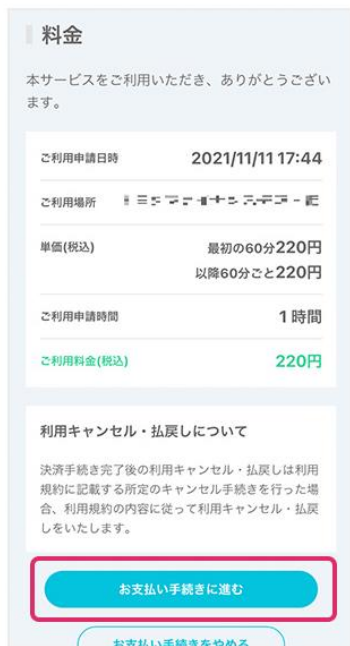 料金
本サービスをご利用いただき、ありがとうござい
ます。
ご利用申請日時 2021/11/11 17:44
ご利用場所
単価(税込) 最初の60分220円
以降60分ごと220円
ご利用申請時間 1時間
ご利用料金(税込) 220円
利用キャンセル・払戻しについて
決済手続き完了後の利用キャンセル・払戻しは利用
規約に記載する所定のキャンセル手続きを行った場
合、利用規約の内容に従って利用キャンセル・払戻
しをいたします。
お支払い手続きに進む
お支払い手続きをやめる